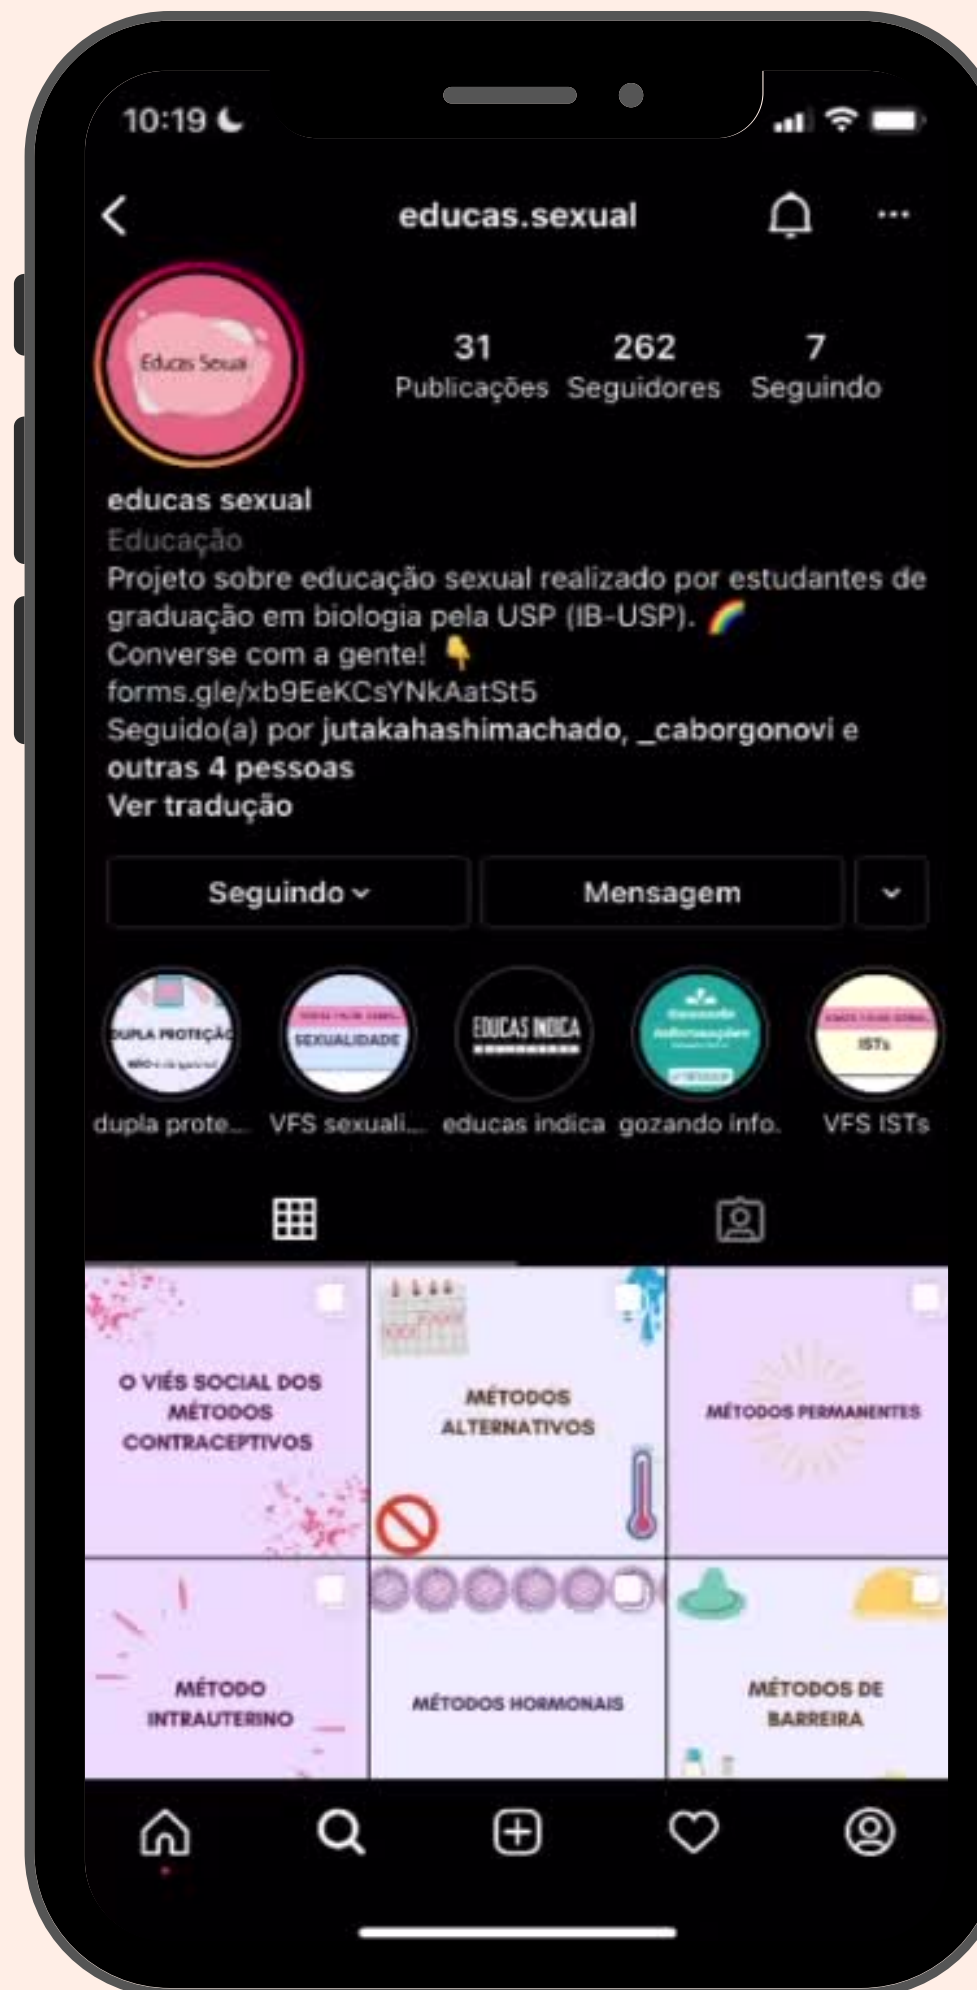 10:19
educas.sexual
Educas Sexual
31 262 7
Publicações Seguidores Seguindo
educas sexual
Educação
Projeto sobre educação sexual realizado por estudantes de
graduação em biologia pela USP (IB-USP). 🌈
Converse com a gente! 👇
forms.gle/xb9EeKCsYNkAatSt5
Seguido(a) por jutakahashimachado, _caborgonovi e
outras 4 pessoas
Ver tradução
Seguindo Mensagem
DUPLA PROTEÇÃO
SEXUALIDADE
EDUCAS INDICA
ISTs
dupla prote... VFS sexuali... educas indica gozando info. VFS ISTs
O VIÉS SOCIAL DOS
MÉTODOS
CONTRACEPTIVOS
MÉTODOS
ALTERNATIVOS
MÉTODOS PERMANENTES
MÉTODO
INTRAUTERINO
MÉTODOS HORMONAIS
MÉTODOS DE
BARREIRA